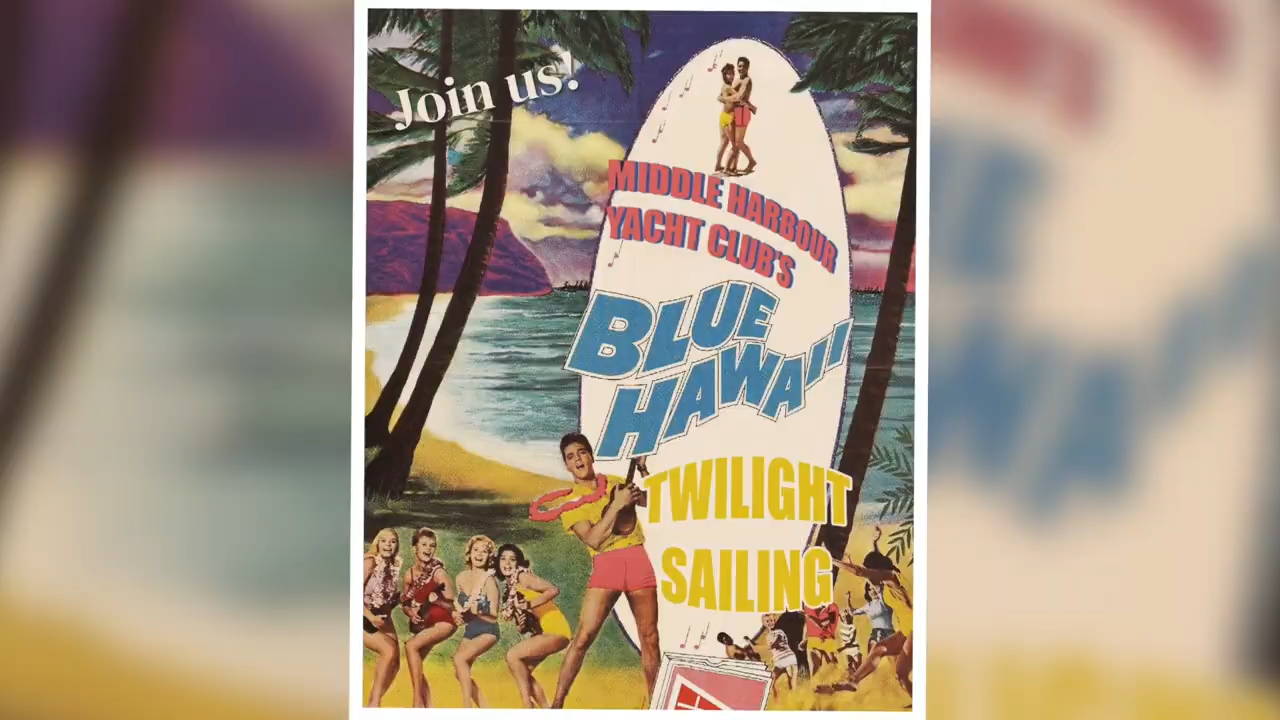 Join us!
MIDDLE HARBOUR
YACHT CLUB'S
BLUE
HAWAII
TWILIGHT
SAILING